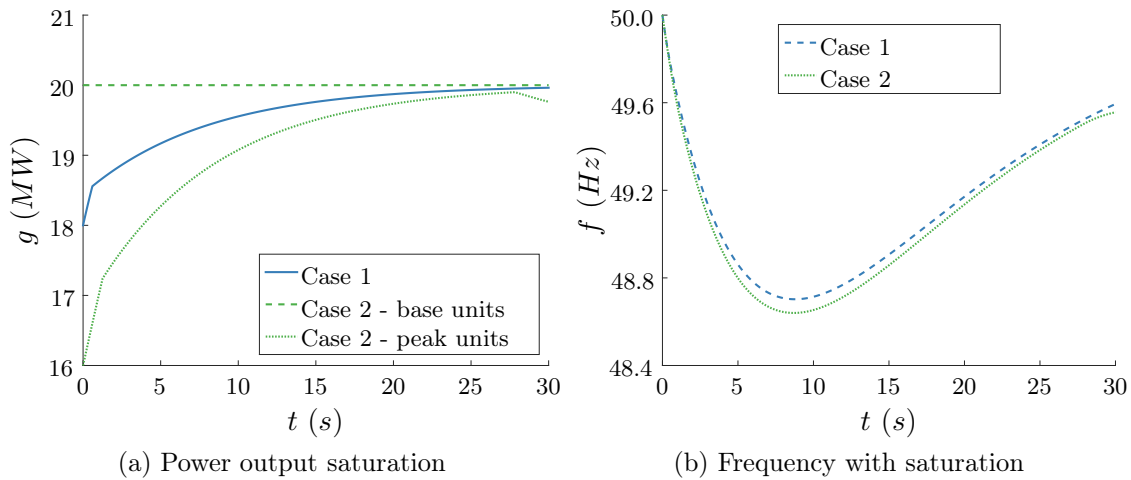 21
20
19
18
17
16
g (MW)
0 5 10 15 20 25 30
t (s)
Case 1
Case 2 - base units
Case 2 - peak units
(a) Power output saturation
50.0
49.6
49.2
48.8
48.4
f (Hz)
0 5 10 15 20 25 30
t (s)
Case 1
Case 2
(b) Frequency with saturation